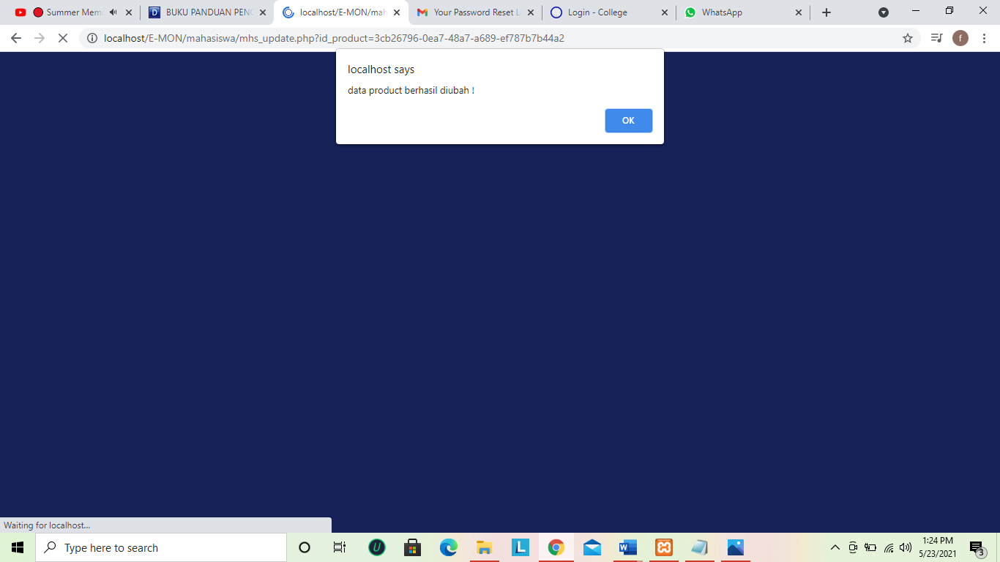 Summer Mem
BUKU PANDUAN PENG
localhost/E-MON/mah
Your Password Reset L
Login - College
WhatsApp
localhost/E-MON/mahasiswa/mhs_update.php?id_product=3cb26796-0ea7-48a7-a689-ef787b7b44a2
f
localhost says
data product berhasil diubah !
OK
Waiting for localhost...
Type here to search
1:24 PM
5/23/2021
3